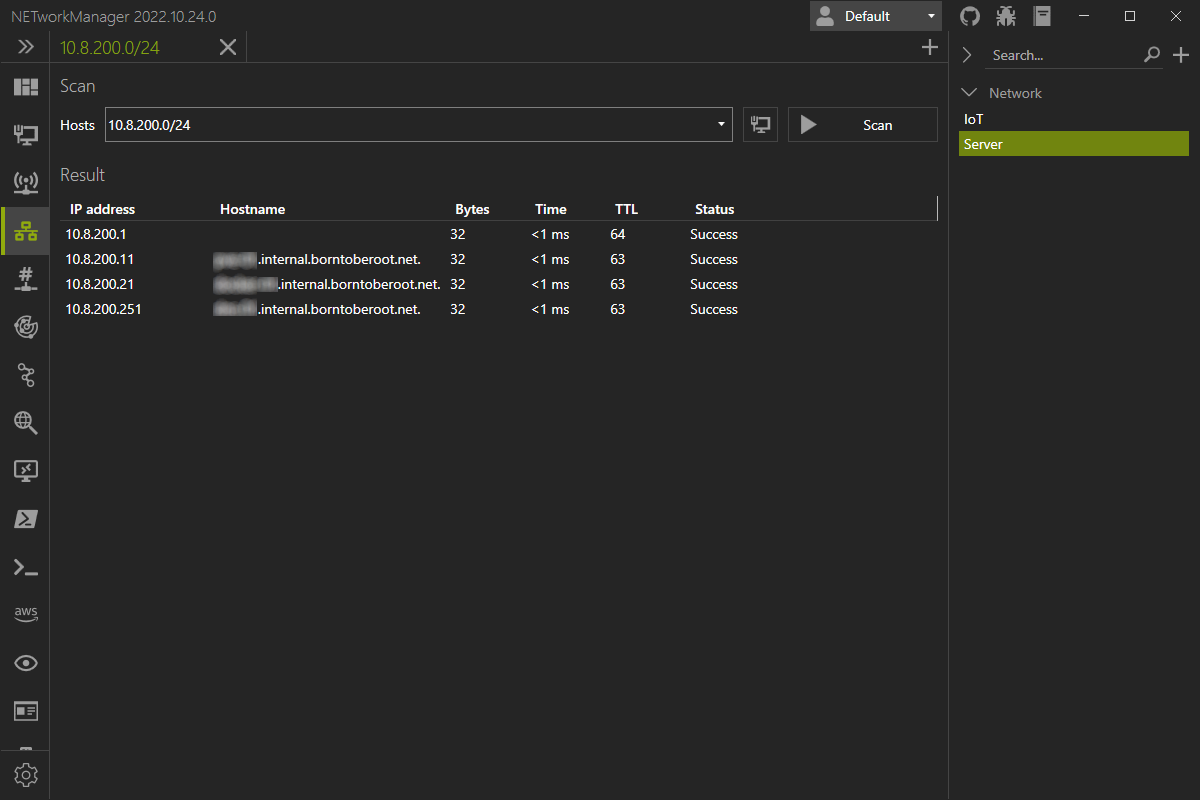 NETworkManager 2022.10.24.0
Default
10.8.200.0/24
Search...
Scan
Network
Hosts 10.8.200.0/24 Scan
IoT
Server
Result
IP address Hostname Bytes Time TTL Status
10.8.200.1 32 <1 ms 64 Success
10.8.200.11 .internal.borntoberoot.net. 32 <1 ms 63 Success
10.8.200.21 .internal.borntoberoot.net. 32 <1 ms 63 Success
10.8.200.251 .internal.borntoberoot.net. 32 <1 ms 63 Success
aws